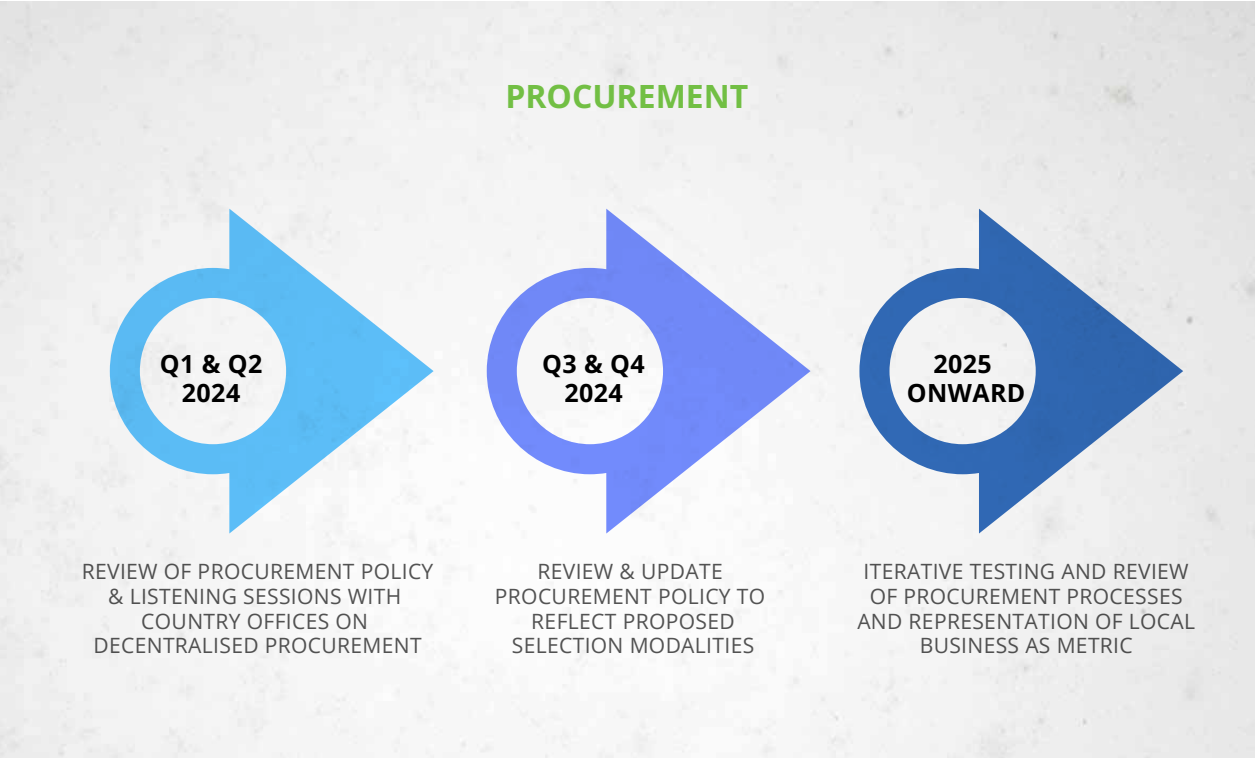 PROCUREMENT
Q1 & Q2
2024
REVIEW OF PROCUREMENT POLICY
& LISTENING SESSIONS WITH
COUNTRY OFFICES ON
DECENTRALISED PROCUREMENT
Q3 & Q4
2024
REVIEW & UPDATE
PROCUREMENT POLICY TO
REFLECT PROPOSED
SELECTION MODALITIES
2025
ONWARD
ITERATIVE TESTING AND REVIEW
OF PROCUREMENT PROCESSES
AND REPRESENTATION OF LOCAL
BUSINESS AS METRIC